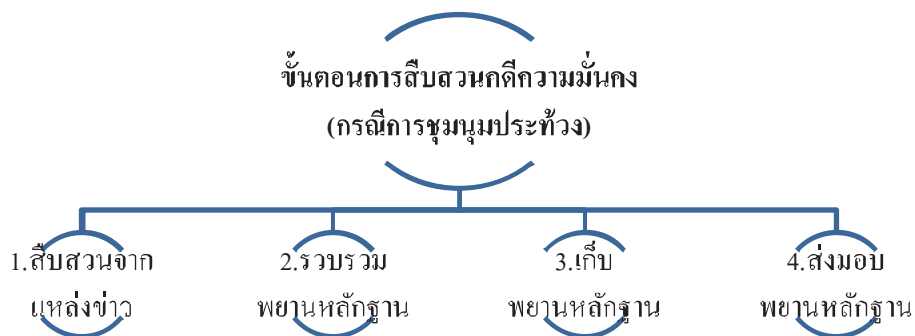 ขั้นตอนการสืบสวนคดีความมั่นคง
(กรณีการชุมนุมประท้วง)
1.สืบสวนจาก
แหล่งข่าว
2.รวบรวม
พยานหลักฐาน
3.เก็บ
พยานหลักฐาน
4.ส่งมอบ
พยานหลักฐาน